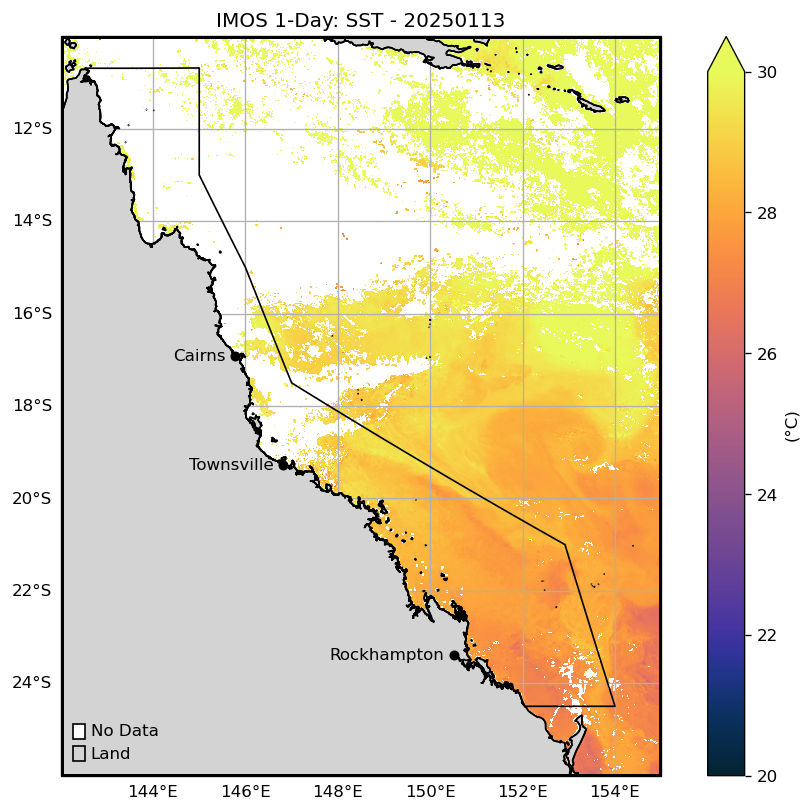 IMOS 1-Day: SST - 20250113
12°S
14°S
16°S
18°S
20°S
22°S
24°S
Cairns
Townsville
Rockhampton
No Data
Land
144°E
146°E
148°E
150°E
152°E
154°E
30
28
26
24
22
20
(°C)